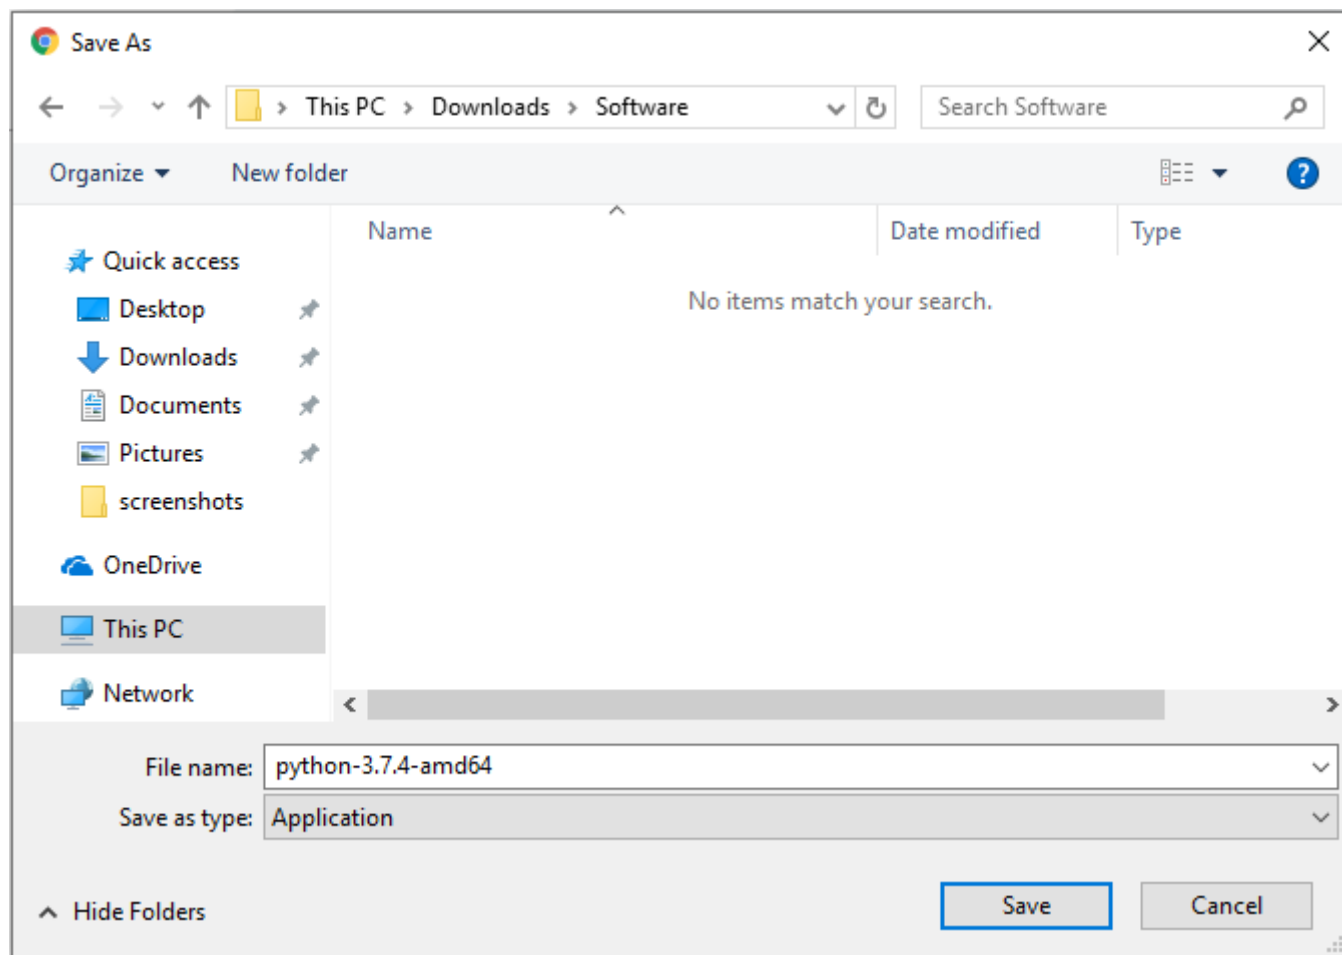 Save As
This PC > Downloads > Software
Search Software
Organize
New folder
Name
Date modified
Type
No items match your search.
Quick access
Desktop
Downloads
Documents
Pictures
screenshots
OneDrive
This PC
Network
File name: python-3.7.4-amd64
Save as type: Application
Hide Folders
Save
Cancel